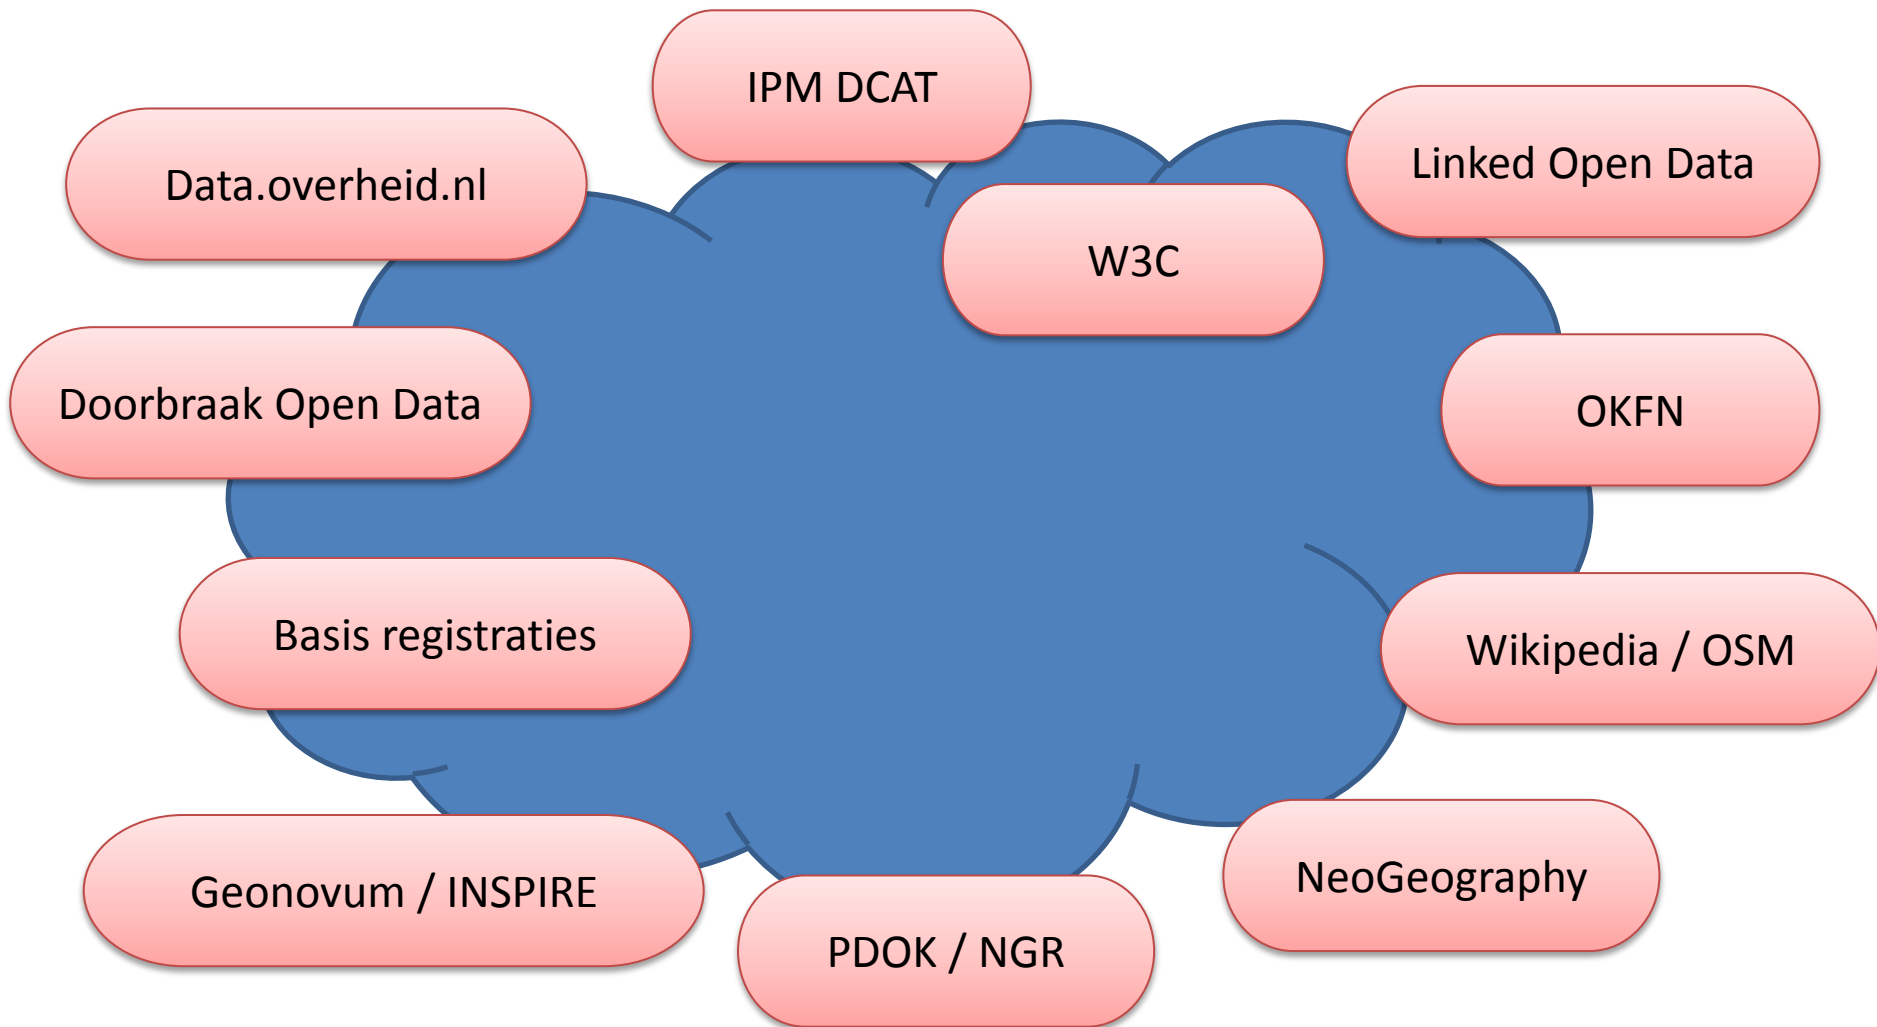 IPM DCAT
Data.overheid.nl
Linked Open Data
W3C
Doorbraak Open Data
OKFN
Basis registraties
Wikipedia / OSM
Geonovum / INSPIRE
NeoGeography
PDOK / NGR